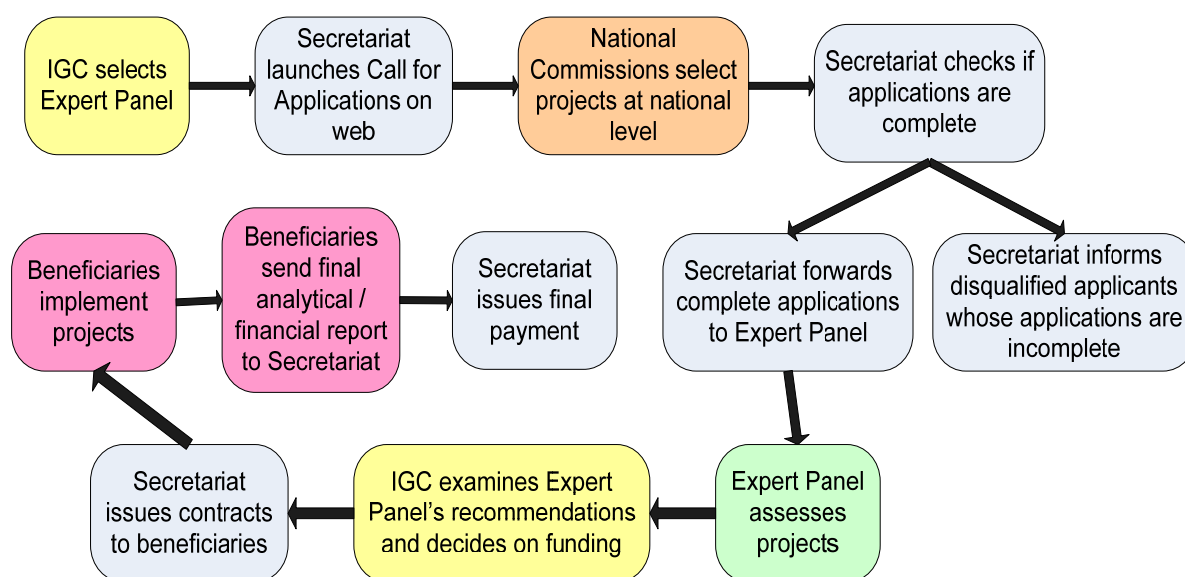 IGC selects
Expert Panel
Secretariat
launches Call for
Applications on
web
National
Commissions select
projects at national
level
Secretariat checks if
applications are
complete
Beneficiaries
implement
projects
Beneficiaries
send final
analytical /
financial report
to Secretariat
Secretariat
issues final
payment
Secretariat forwards
complete applications
to Expert Panel
Secretariat informs
disqualified applicants
whose applications are
incomplete
Secretariat
issues contracts
to beneficiaries
IGC examines Expert
Panel's recommendations
and decides on funding
Expert Panel
assesses
projects